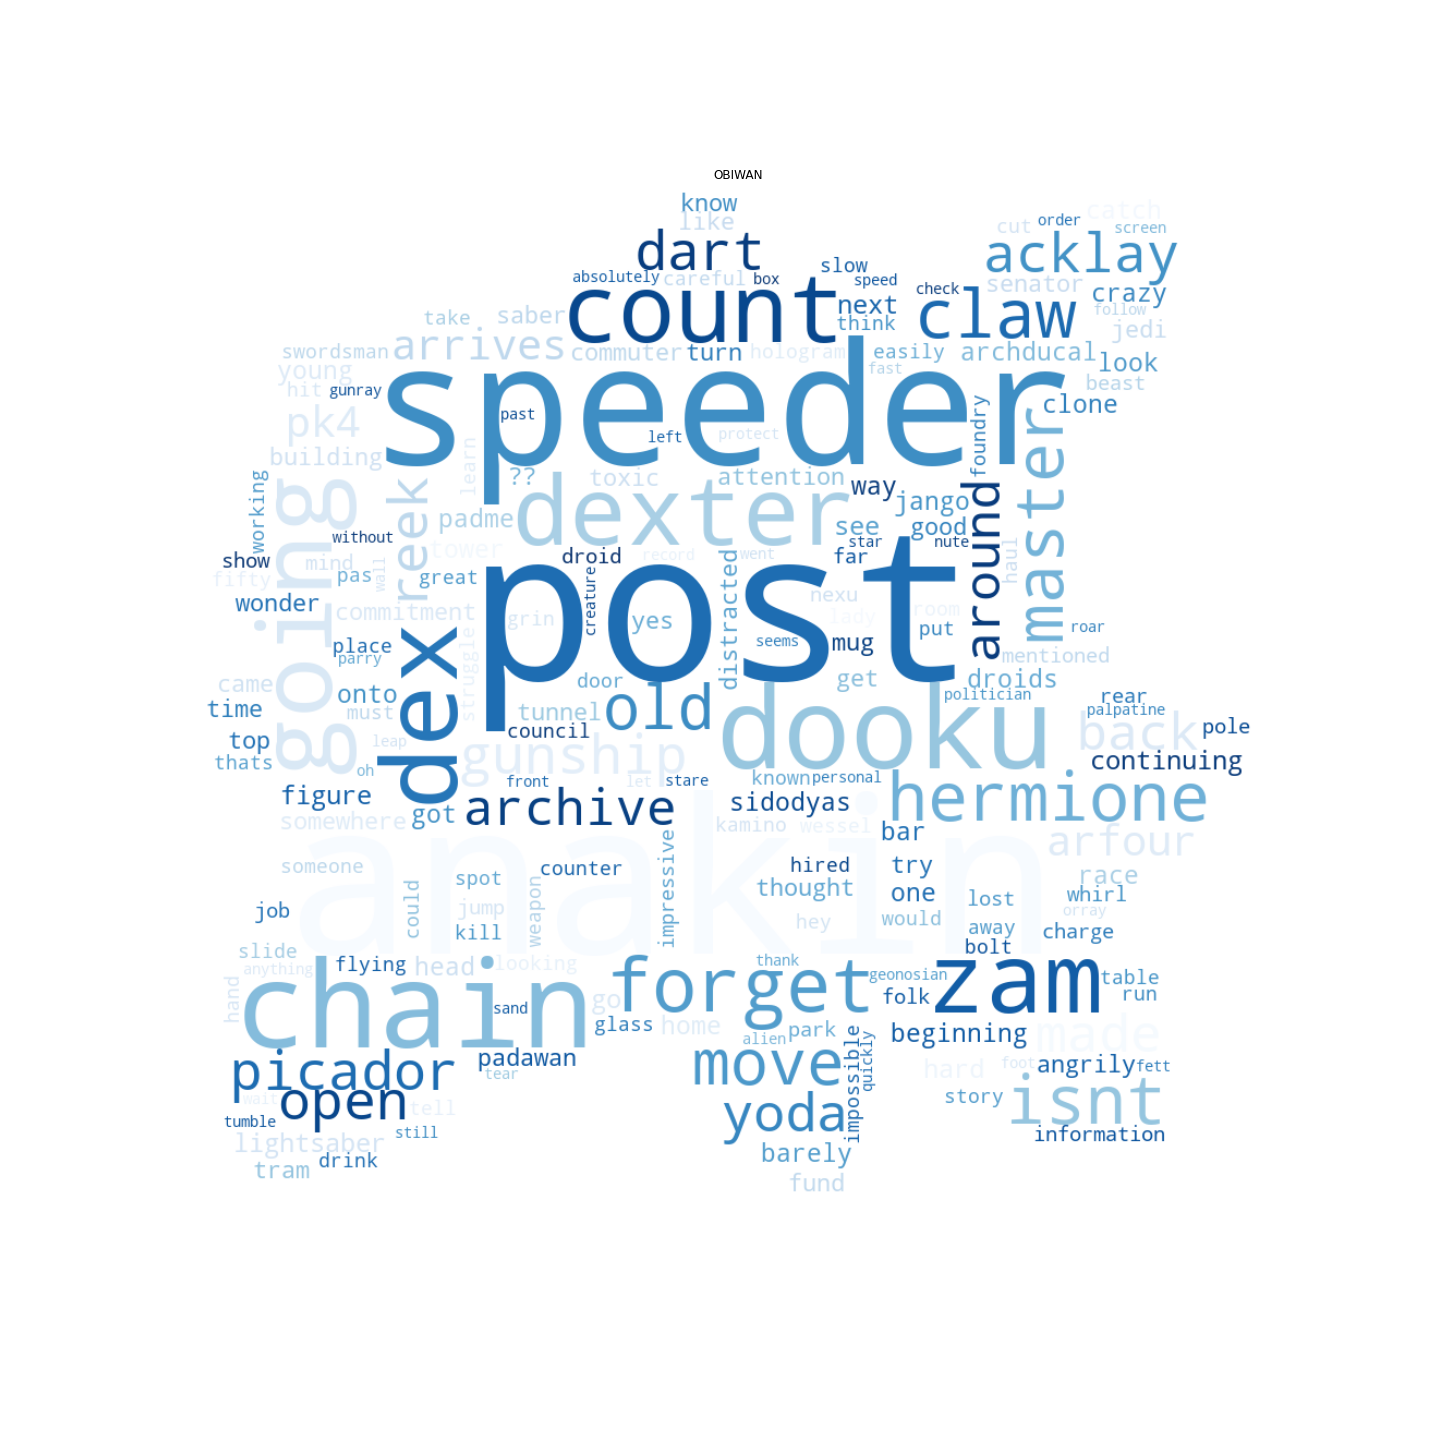 OBIWAN
know
like
dart
catch
cut order
screen
acklay
absolutely careful box slow speed
senator
count
check
crazy
next
claw
follow
think
jedi
take saber
arrives
swordsman
commuter turn hologram easily archducal look
young
fast
beast
hit gunray
speeder
clone
pk4
past
left protect
foundry
master
building
learn
?? toxic attention way
going
reek
dexter
jango
working
padme
see good
around
without
tower
star nute
show mind
wall
droid record
distracted
went far
haul
fifty pas great
creature
post
nexu
wonder commitment
grin yes
lady room
put
roar
place
struggle
seems mug
mentioned
parry
dex
came
door
get
droids
onto
old
dooku
politician
rear
time must
tunnel
palpatine
back
pole
council
top leap
gunship
thats oh
continuing
front let stare known personal
figure
archive
sidodyas
hermione
somewhere got
kamino wessel
anakin
bar
arfour
impressive
someone
counter
hired try
race
spot
thought
one
whirl
job
could
jump
weapon
lost
orray
hey
would
kill
away charge
slide
bolt
flying head looking
forget
thank
zam
anything
chain
geonosian
table
hand
go
folk
run
sand
glass home park
beginning
made
alien
impossible
quickly
picador
padawan
move
hard foot angrily fett
tear
open
wait
tell
yoda
story
isnt
tumble
still
information
lightsaber
barely
tram drink
fund